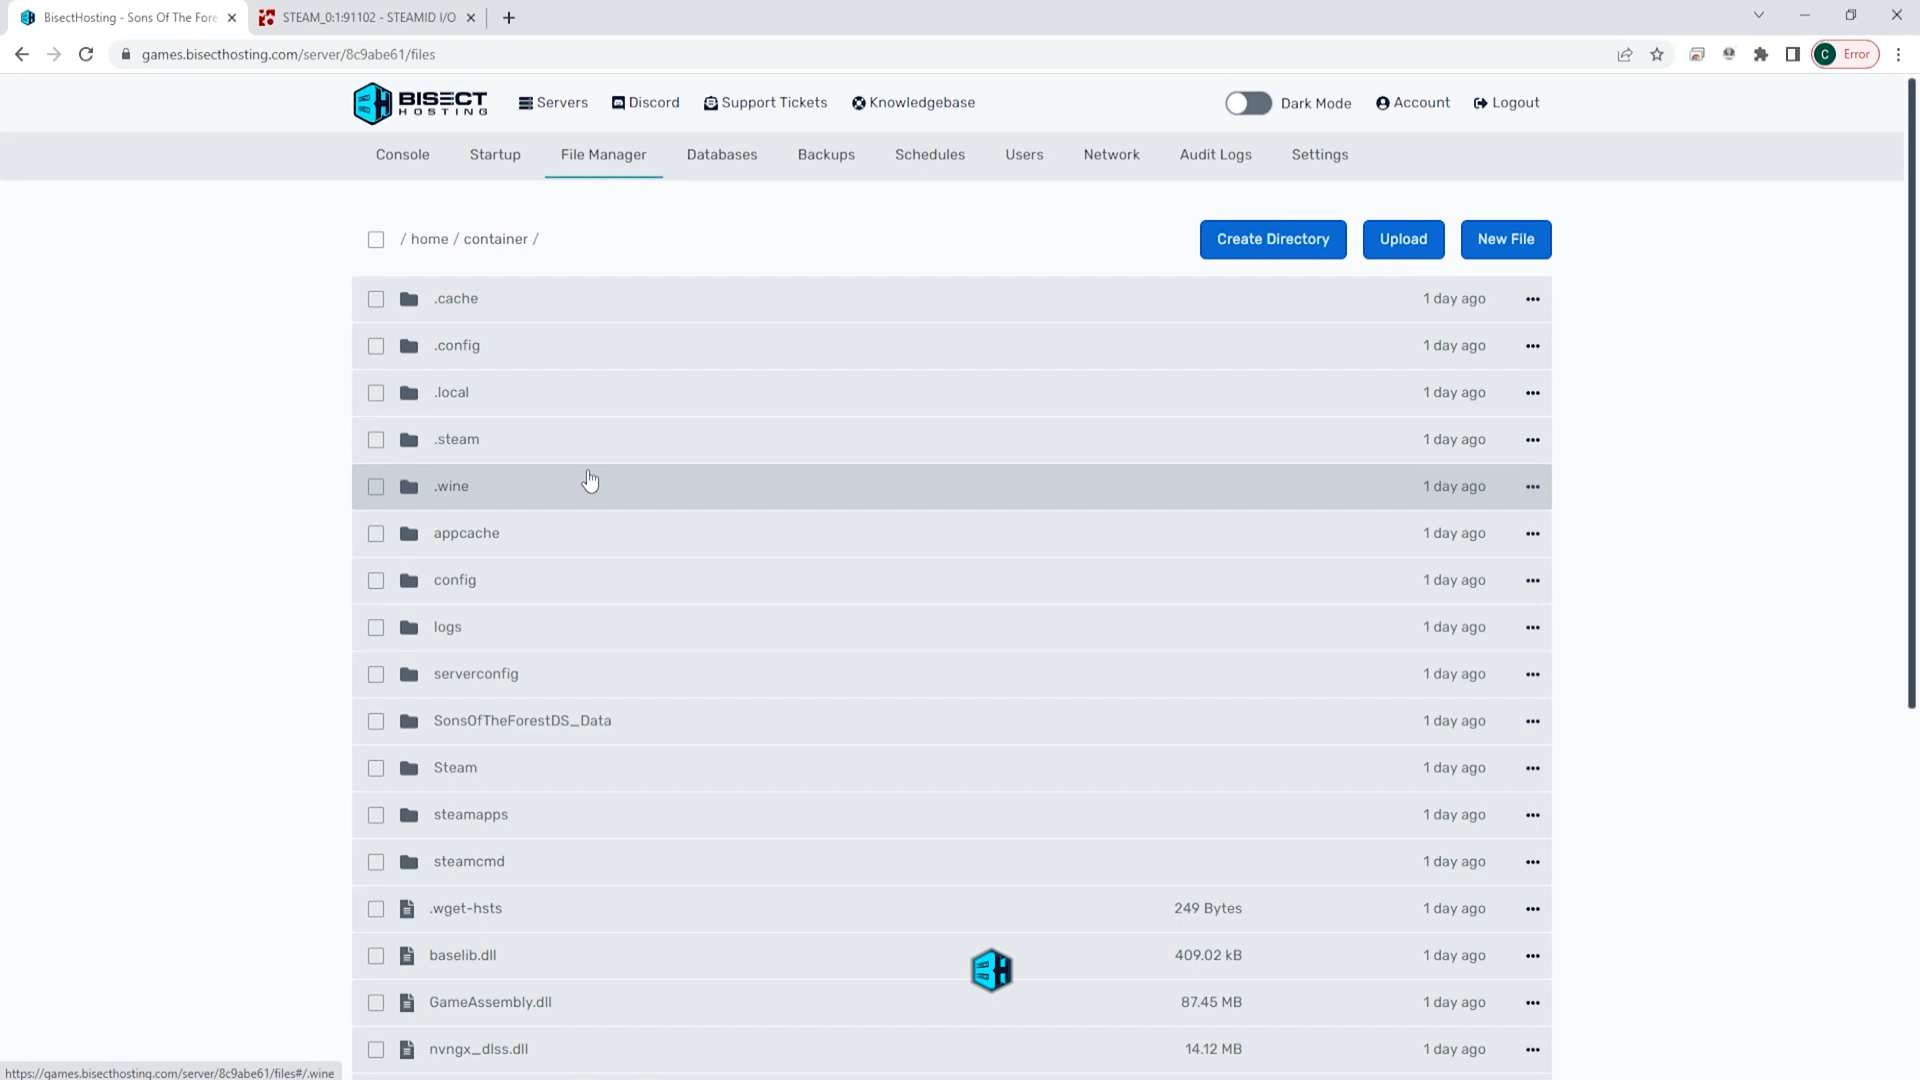 BisectHosting - Sons Of The Fore
STEAM_0:1:91102 - STEAMID I/O
games.bisecthosting.com/server/8c9abe61/files
C Error
BISECT HOSTING
Servers
Discord
Support Tickets
Knowledgebase
Dark Mode
Account
Logout
Console
Startup
File Manager
Databases
Backups
Schedules
Users
Network
Audit Logs
Settings
/ home / container /
Create Directory
Upload
New File
.cache 1 day ago
.config 1 day ago
.local 1 day ago
.steam 1 day ago
.wine 1 day ago
appcache 1 day ago
config 1 day ago
logs 1 day ago
serverconfig 1 day ago
SonsOfTheForestDS_Data 1 day ago
Steam 1 day ago
steamapps 1 day ago
steamcmd 1 day ago
.wget-hsts 249 Bytes 1 day ago
baselib.dll 409.02 kB 1 day ago
GameAssembly.dll 87.45 MB 1 day ago
nvngx_dlss.dll 14.12 MB 1 day ago
https://games.bisecthosting.com/server/8c9abe61/files#/.wine